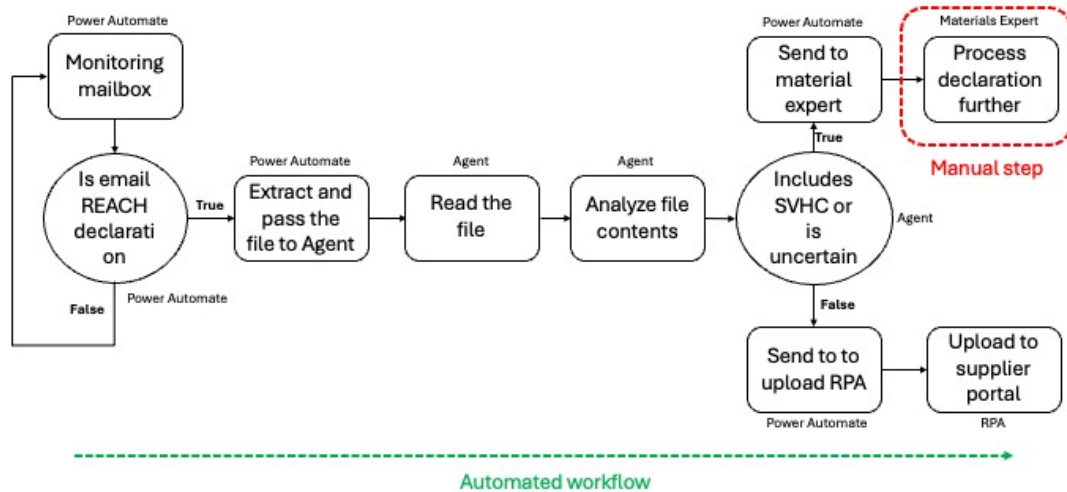 Power Automate
Monitoring
mailbox
Is email
REACH
declarati
on
True
False
Power Automate
Power Automate
Extract and
pass the
file to Agent
Agent
Read the
file
Agent
Analyze file
contents
Includes
SVHC or
is
uncertain
Agent
True
Power Automate
Send to
material
expert
Materials Expert
Process
declaration
further
Manual step
False
Send to to
upload RPA
Power Automate
Upload to
supplier
portal
RPA
Automated workflow